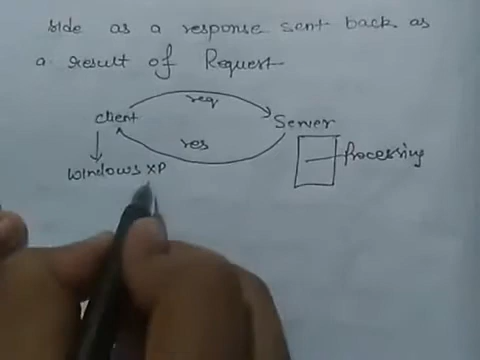 side as a response sent back as
a result of Request
req
client
Server
res
Processing
Windows XP